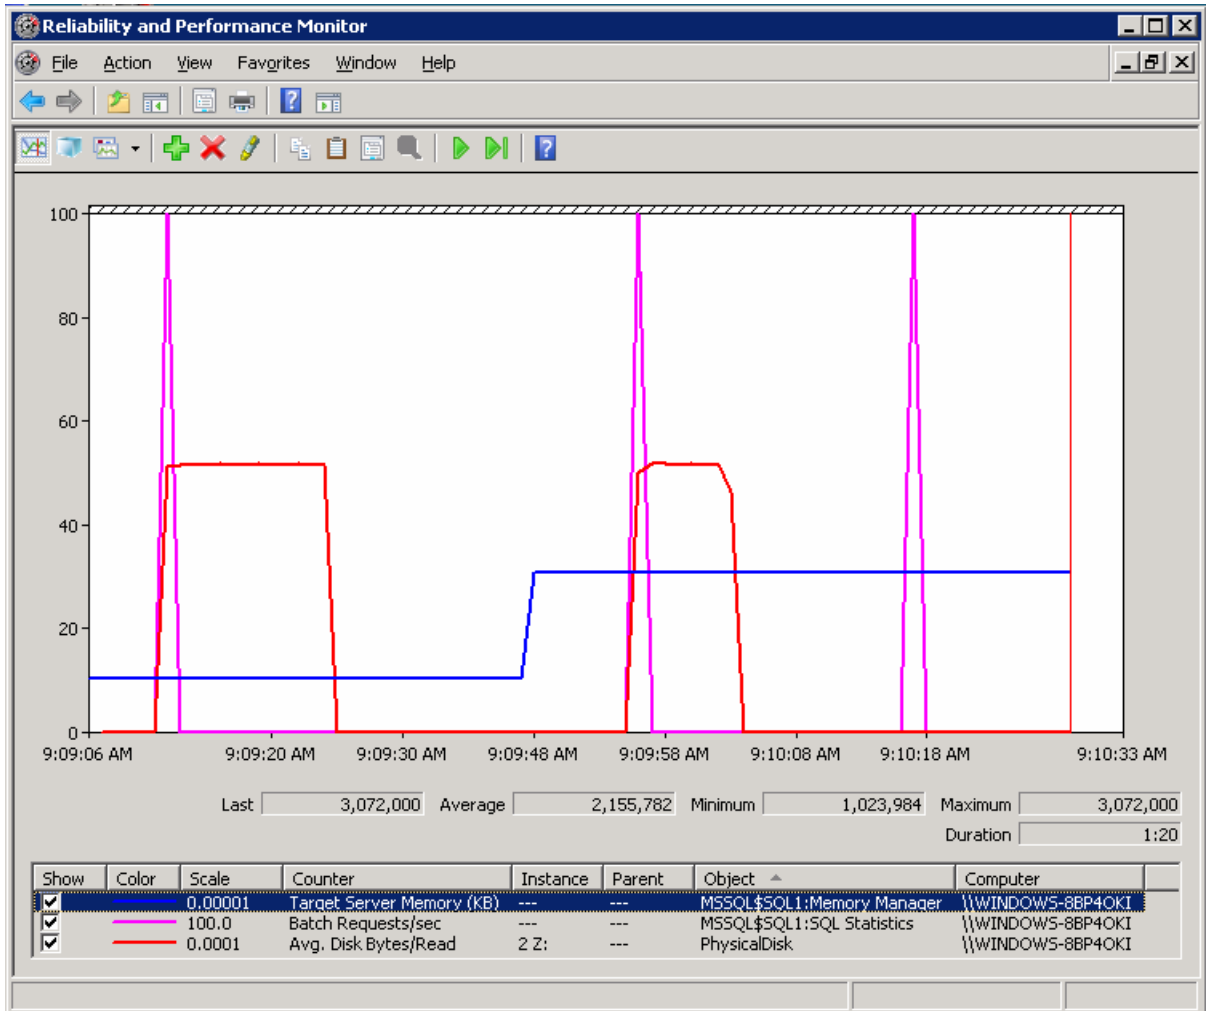 Reliability and Performance Monitor
File Action View Favorites Window Help
100
80
60
40
20
0
9:09:06 AM 9:09:20 AM 9:09:30 AM 9:09:48 AM 9:09:58 AM 9:10:08 AM 9:10:18 AM 9:10:33 AM
Last 3,072,000 Average 2,155,782 Minimum 1,023,984 Maximum 3,072,000
Duration 1:20
Show Color Scale Counter Instance Parent Object Computer
0.00001 Target Server Memory (KB) --- --- MSSQL$SQL1:Memory Manager \\WINDOWS-8BP4OKI
100.0 Batch Requests/sec --- --- MSSQL$SQL1:SQL Statistics \\WINDOWS-8BP4OKI
0.0001 Avg. Disk Bytes/Read 2 Z: --- PhysicalDisk \\WINDOWS-8BP4OKI